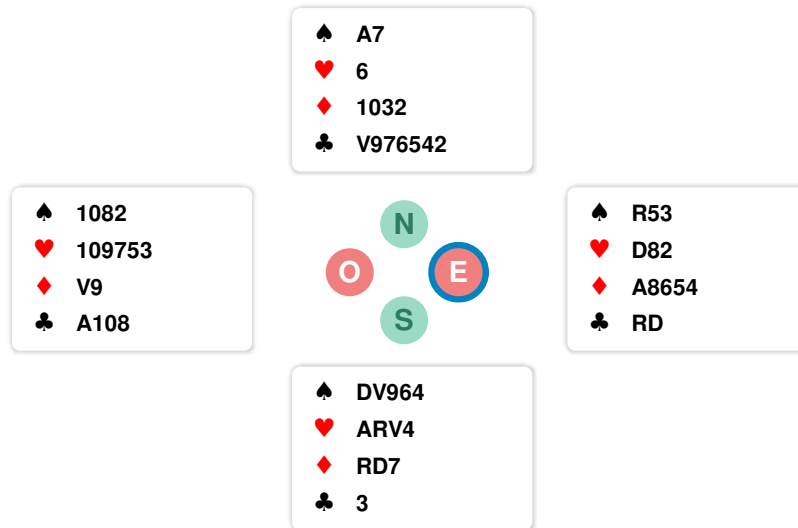 ♠ A7
♥ 6
♦ 1032
♣ V976542
♠ 1082
♥ 109753
♦ V9
♣ A108
N
O
E
S
♠ R53
♥ D82
♦ A8654
♣ RD
♠ DV964
♥ ARV4
♦ RD7
♣ 3